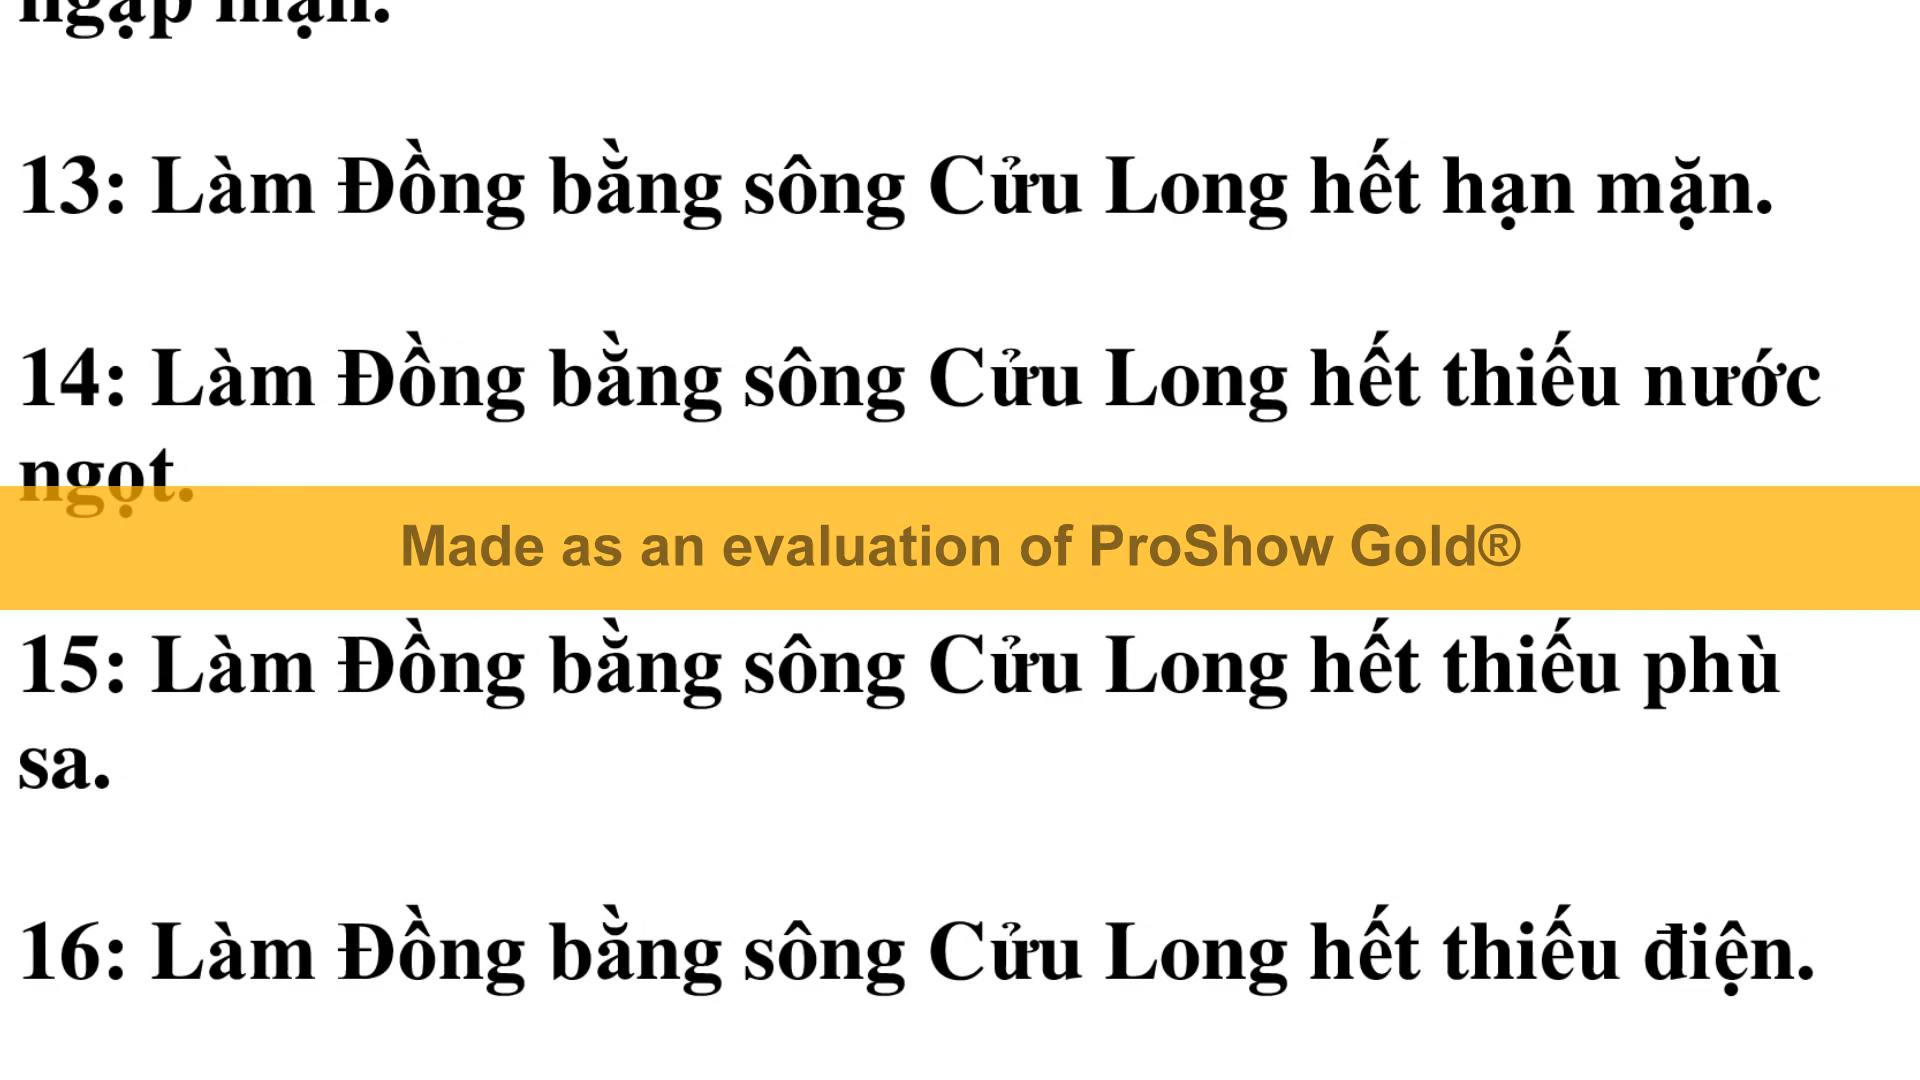 13: Làm Đồng bằng sông Cửu Long hết hạn mặn.
14: Làm Đồng bằng sông Cửu Long hết thiếu nước
ngọt.
Made as an evaluation of ProShow Gold®
15: Làm Đồng bằng sông Cửu Long hết thiếu phù
sa.
16: Làm Đồng bằng sông Cửu Long hết thiếu điện.